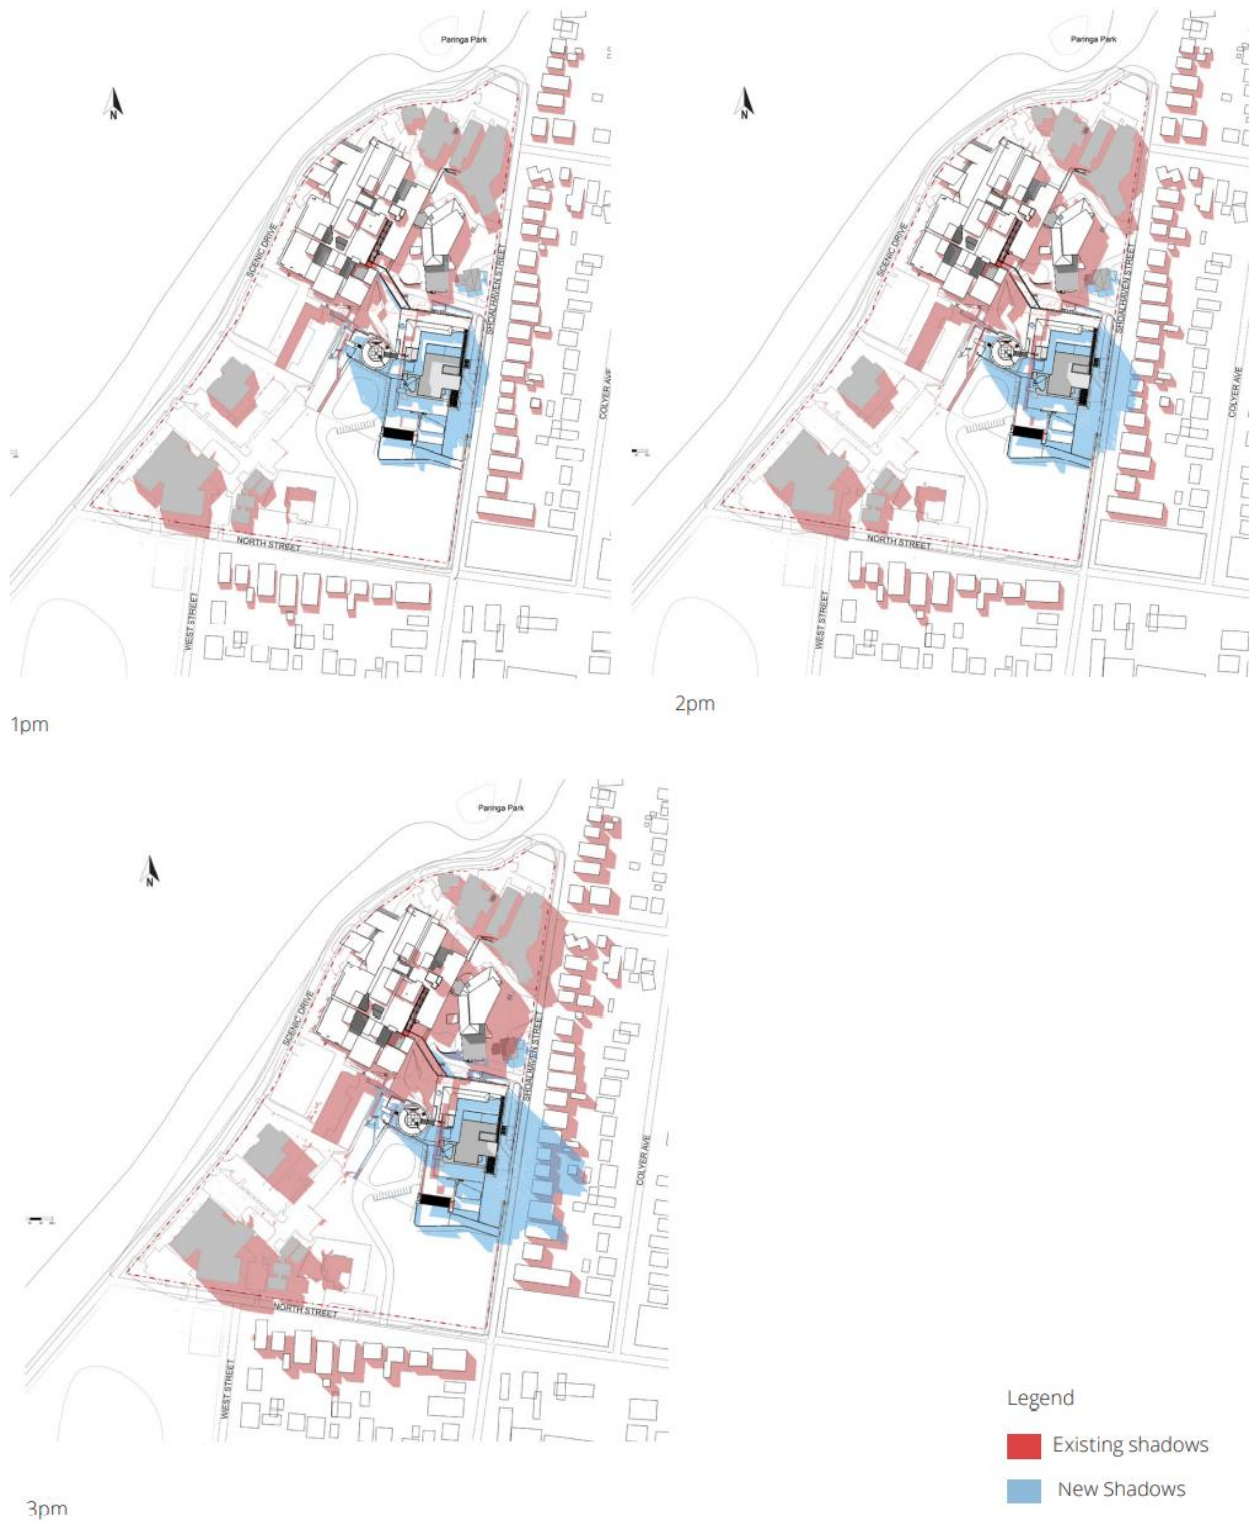 Paringa Park
N
SCENIC DRIVE
SHOALHAVEN STREET
COLYER AVE
NORTH STREET
WEST STREET
1pm
Paringa Park
N
SCENIC DRIVE
SHOALHAVEN STREET
COLYER AVE
NORTH STREET
WEST STREET
2pm
Paringa Park
N
SCENIC DRIVE
SHOALHAVEN STREET
COLYER AVE
NORTH STREET
WEST STREET
3pm
Legend
Existing shadows
New Shadows